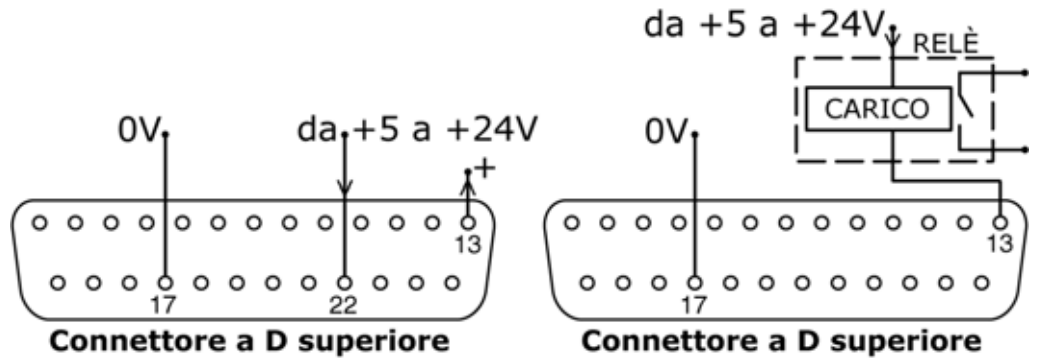 da +5 a +24V
RELÈ
CARICO
0V
da +5 a +24V
+
0V
13
17
22
13
17
Connettore a D superiore
Connettore a D superiore